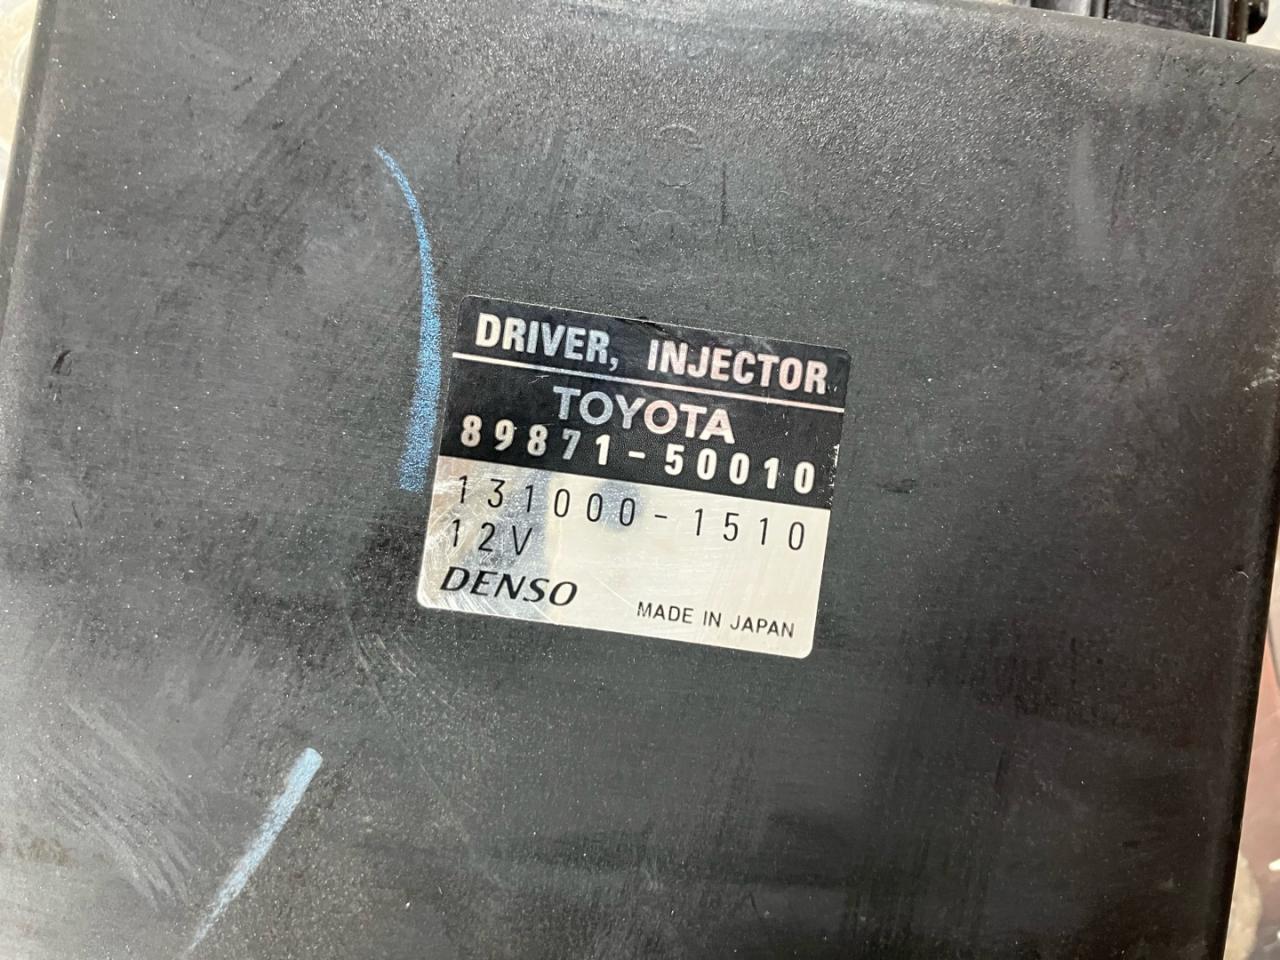 DRIVER, INJECTOR
TOYOTA
89871-50010
131000-1510
12V
DENSO
MADE IN JAPAN